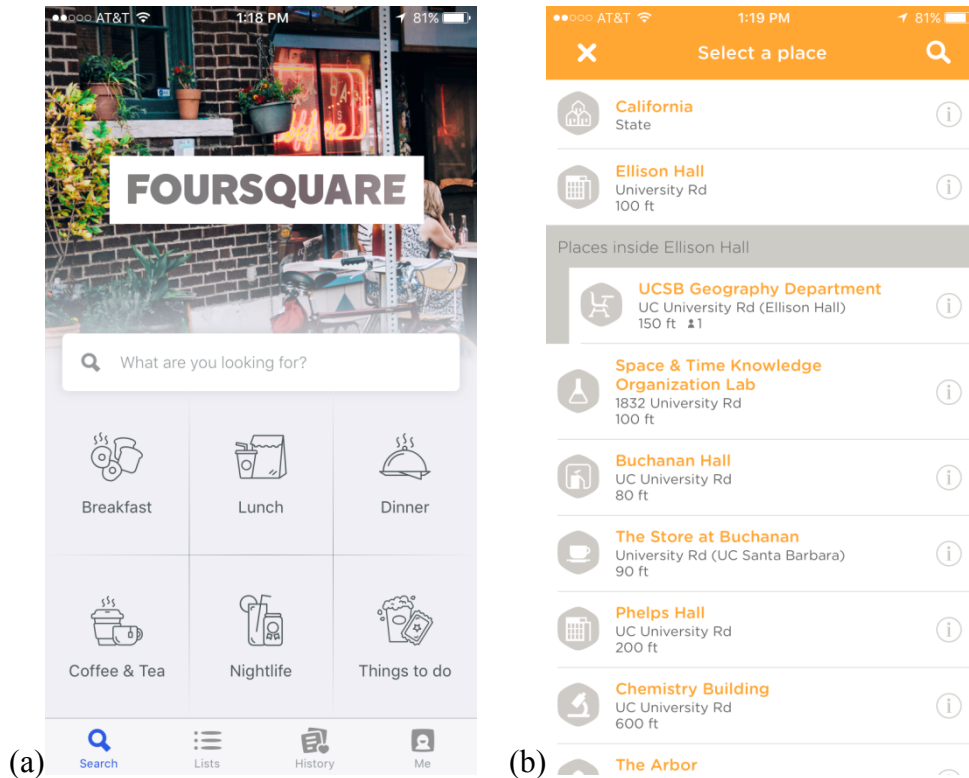 ●●○○○ AT&T 1:18 PM 81%
Coffee
FOURSQUARE
What are you looking for?
Breakfast
Lunch
Dinner
Coffee & Tea
Nightlife
Things to do
Search
Lists
History
Me
(a)
●●○○○ AT&T 1:19 PM 81%
Select a place
California
State
Ellison Hall
University Rd
100 ft
Places inside Ellison Hall
UCSB Geography Department
UC University Rd (Ellison Hall)
150 ft 1
Space & Time Knowledge
Organization Lab
1832 University Rd
100 ft
Buchanan Hall
UC University Rd
80 ft
The Store at Buchanan
University Rd (UC Santa Barbara)
90 ft
Phelps Hall
UC University Rd
200 ft
Chemistry Building
UC University Rd
600 ft
The Arbor
(b)